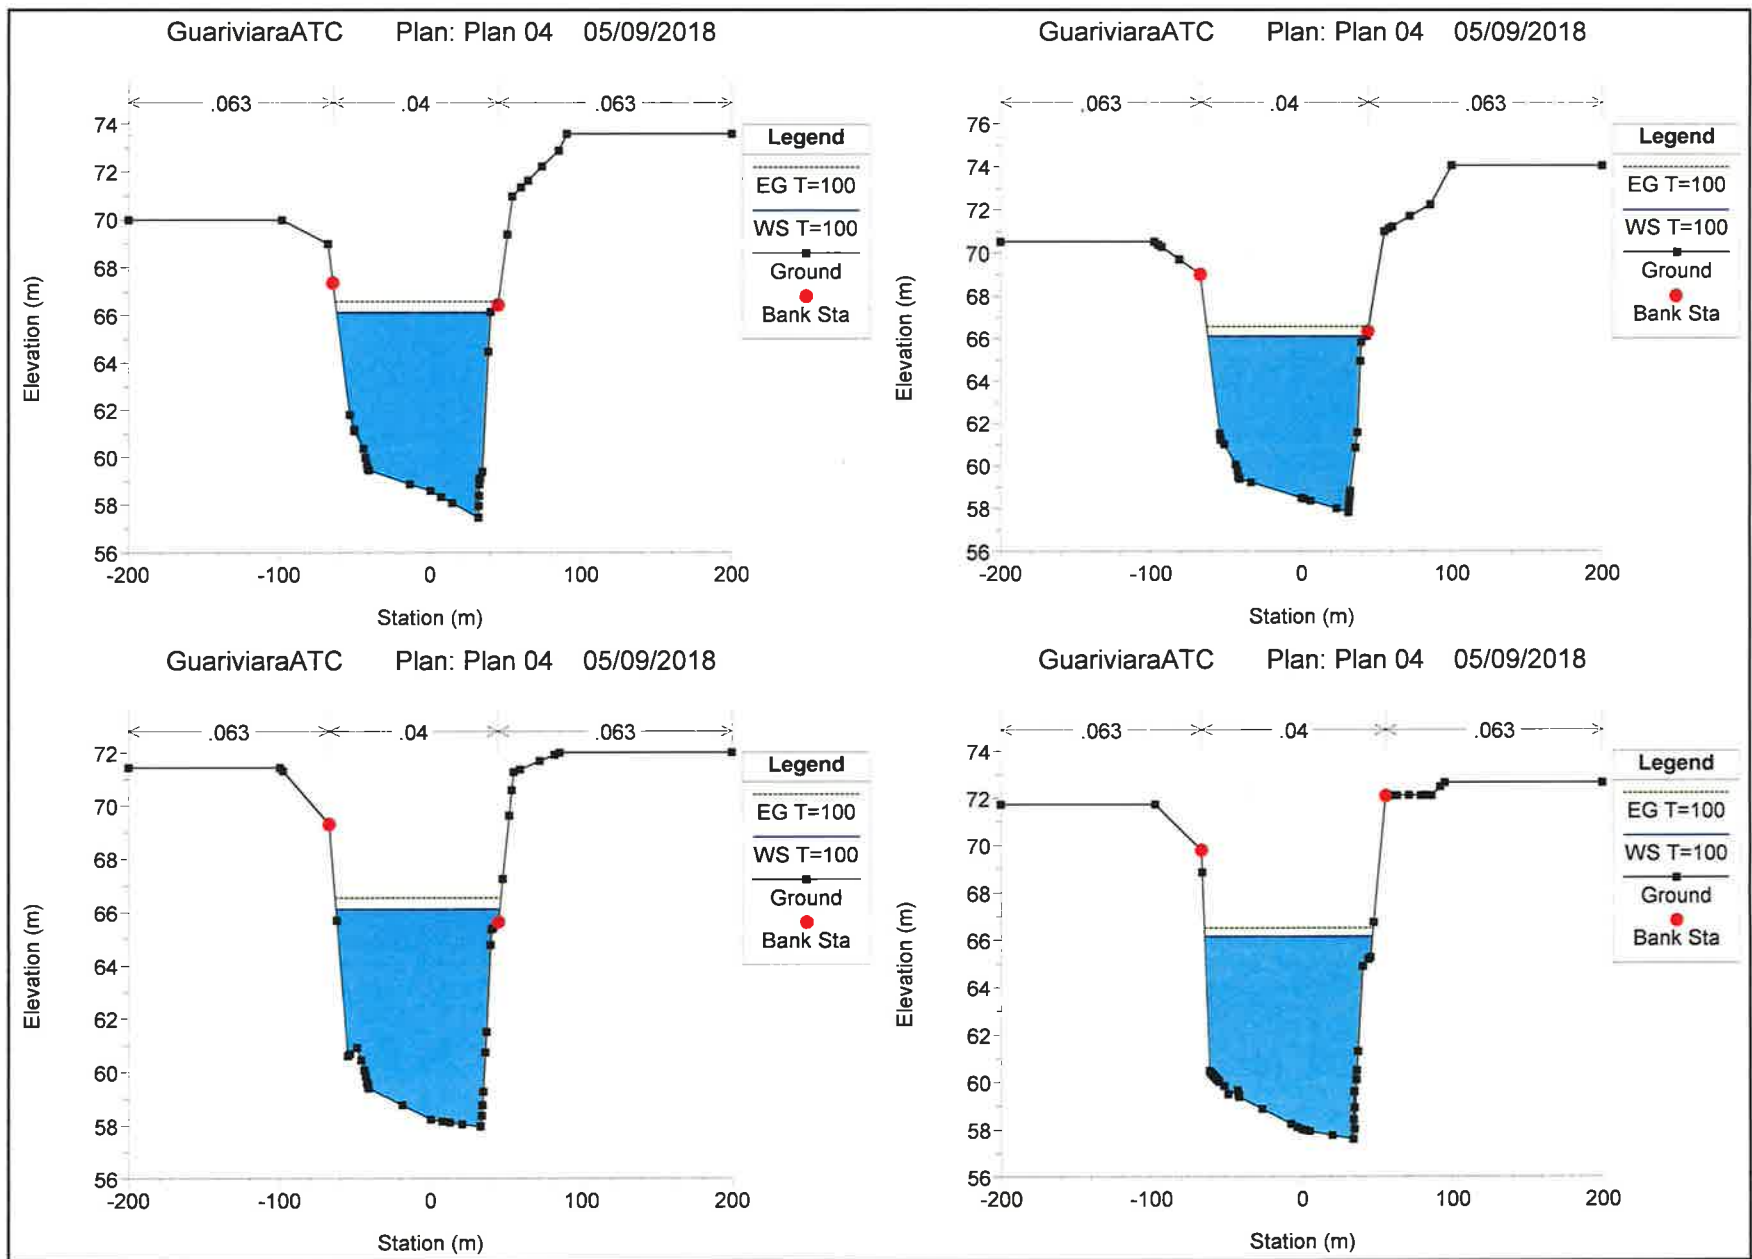 GuariviaraATC Plan: Plan 04 05/09/2018
.063 .04 .063
74
72
70
68
66
64
62
60
58
56
Elevation (m)
-200 -100 0 100 200
Station (m)
Legend
EG T=100
WS T=100
Ground
Bank Sta
GuariviaraATC Plan: Plan 04 05/09/2018
.063 .04 .063
76
74
72
70
68
66
64
62
60
58
56
Elevation (m)
-200 -100 0 100 200
Station (m)
Legend
EG T=100
WS T=100
Ground
Bank Sta
GuariviaraATC Plan: Plan 04 05/09/2018
.063 .04 .063
72
70
68
66
64
62
60
58
56
Elevation (m)
-200 -100 0 100 200
Station (m)
Legend
EG T=100
WS T=100
Ground
Bank Sta
GuariviaraATC Plan: Plan 04 05/09/2018
.063 .04 .063
74
72
70
68
66
64
62
60
58
56
Elevation (m)
-200 -100 0 100 200
Station (m)
Legend
EG T=100
WS T=100
Ground
Bank Sta